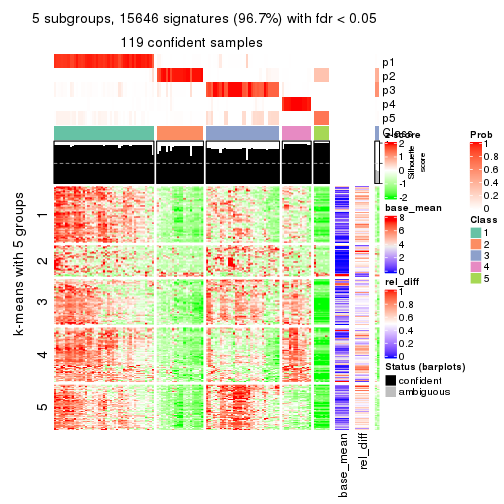 5 subgroups, 15646 signatures (96.7%) with fdr < 0.05
119 confident samples
p1
p2
p3
p4
p5
Class
z-score
2
1
0
-1
-2
Silhouette
score
Prob
1
0.8
0.6
0.4
0.2
0
base_mean
8
6
4
2
0
Class
1
2
3
4
5
rel_diff
1
0.8
0.6
0.4
0.2
0
Status (barplots)
confident
ambiguous
k-means with 5 groups
1
2
3
4
5
base_mean
rel_diff